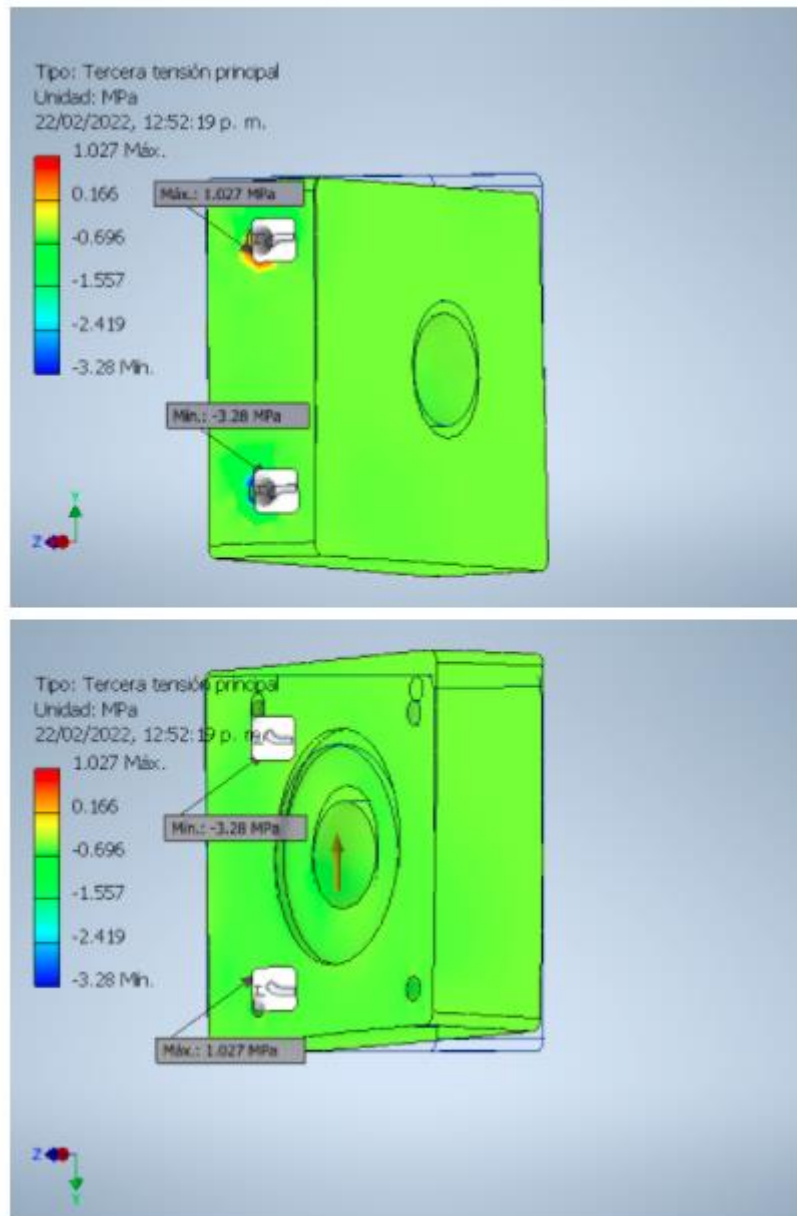 Tipo: Tercera tensión principal
Unidad: MPa
22/02/2022, 12:52:19 p. m.
1.027 Máx.
0.166
-0.696
-1.557
-2.419
-3.28 Mín.
Máx.: 1.027 MPa
Mín.: -3.28 MPa
Y
Z
Tipo: Tercera tensión principal
Unidad: MPa
22/02/2022, 12:52:19 p. m.
1.027 Máx.
0.166
-0.696
-1.557
-2.419
-3.28 Mín.
Mín.: -3.28 MPa
Máx.: 1.027 MPa
Z
Y